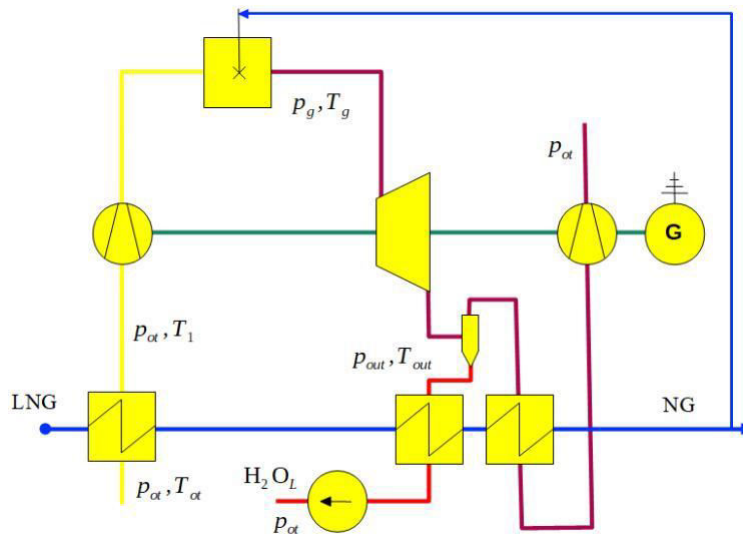 p_g, T_g
p_ot
G
p_ot, T_1
p_out, T_out
LNG
NG
H_2O_L
p_ot, T_ot
p_ot